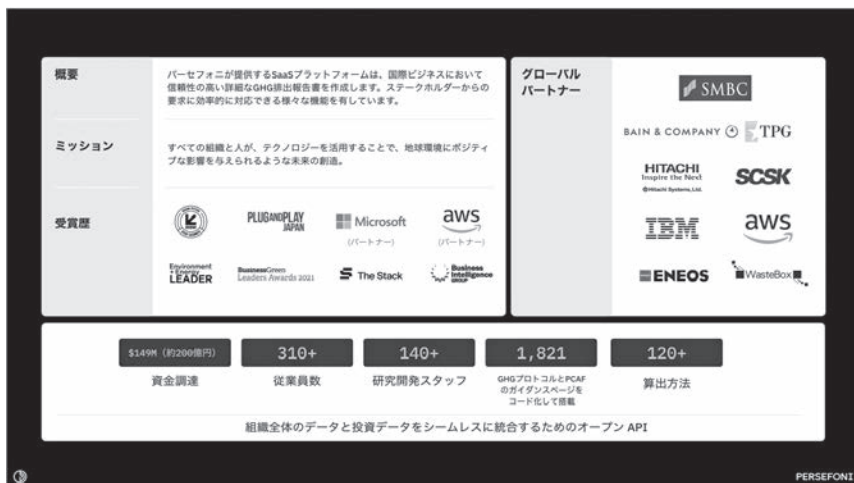 概要
パーセフォニが提供するSaaSプラットフォームは、国際ビジネスにおいて
信頼性の高い詳細なGHG排出報告書を作成します。ステークホルダーからの
要求に効率的に対応できる様々な機能を有しています。
ミッション
すべての組織と人が、テクノロジーを活用することで、地球環境にポジティ
ブな影響を与えられるような未来の創造。
受賞歴
PLUGANDPLAY
JAPAN
Microsoft
(パートナー)
aws
(パートナー)
Environment
+ Energy
LEADER
BusinessGreen
Leaders Awards 2021
The Stack
Business
Intelligence
GROUP
グローバル
パートナー
SMBC
BAIN & COMPANY
TPG
HITACHI
Inspire the Next
©Hitachi Systems, Ltd.
SCSK
IBM
aws
ENEOS
WasteBox
$149M (約200億円)
資金調達
310+
従業員数
140+
研究開発スタッフ
1,821
GHGプロトコルとPCAF
のガイダンスページを
コード化して搭載
120+
算出方法
組織全体のデータと投資データをシームレスに統合するためのオープン API
PERSEFONI